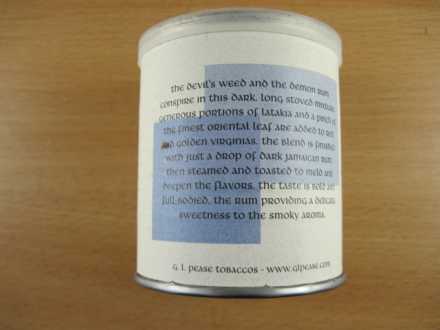 the devil's weed and the demon rum
conspire in this dark, long stoved mixture.
generous portions of latakia and a pinch of
the finest oriental leaf are added to red
and golden virginias. the blend is finished
with just a drop of dark jamaican rum,
then steamed and toasted to meld and
deepen the flavors. the taste is bold and
full-bodied, the rum providing a delicate
sweetness to the smoky aroma.
G. L. PEASE TOBACCOS - WWW.GLPEASE.COM